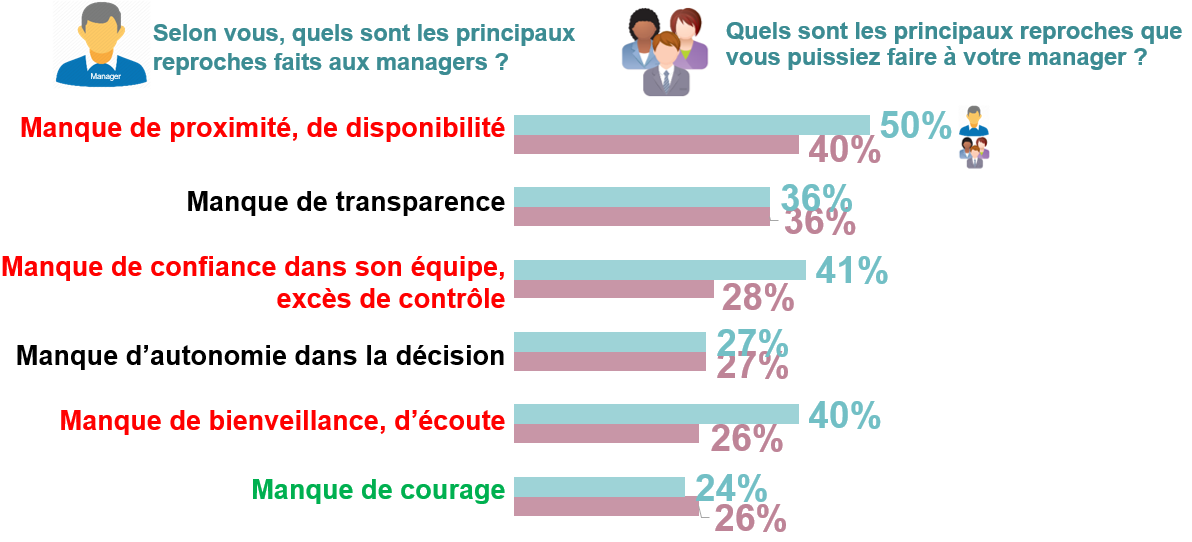 Selon vous, quels sont les principaux
reproches faits aux managers ?
Manager
Quels sont les principaux reproches que
vous puissiez faire à votre manager ?
Manque de proximité, de disponibilité
50%
40%
Manque de transparence
36%
36%
Manque de confiance dans son équipe,
excès de contrôle
41%
28%
Manque d’autonomie dans la décision
27%
27%
Manque de bienveillance, d’écoute
40%
26%
Manque de courage
24%
26%